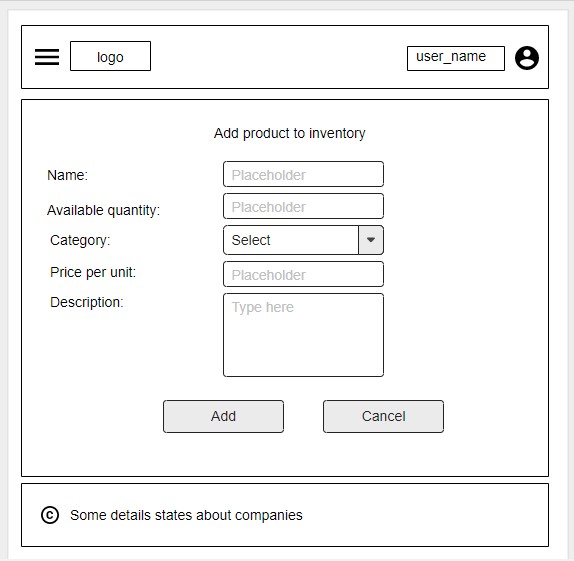 logo
user_name
Add product to inventory
Name:
Placeholder
Available quantity:
Placeholder
Category:
Select
Price per unit:
Placeholder
Description:
Type here
Add
Cancel
© Some details states about companies